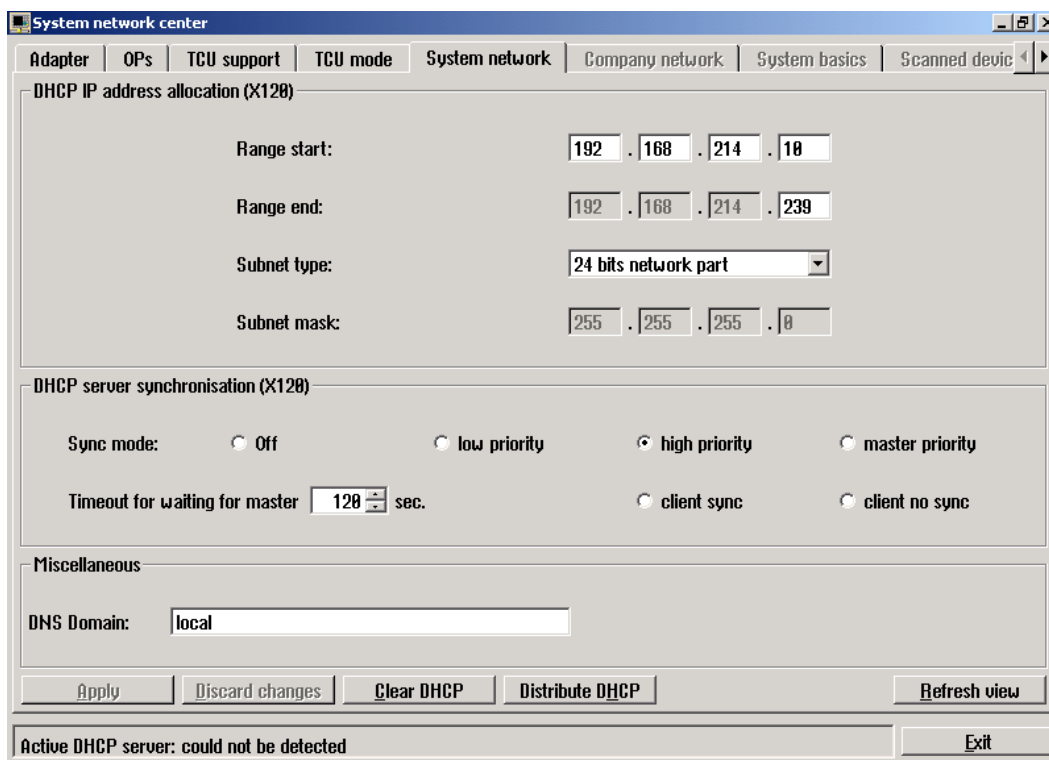 System network center
Adapter OPs TCU support TCU mode System network Company network System basics Scanned devic
DHCP IP address allocation (X120)
Range start: 192 . 168 . 214 . 10
Range end: 192 . 168 . 214 . 239
Subnet type: 24 bits network part
Subnet mask: 255 . 255 . 255 . 0
DHCP server synchronisation (X120)
Sync mode: Off low priority high priority master priority
Timeout for waiting for master 120 sec. client sync client no sync
Miscellaneous
DNS Domain: local
Apply Discard changes Clear DHCP Distribute DHCP Refresh view
Active DHCP server: could not be detected Exit